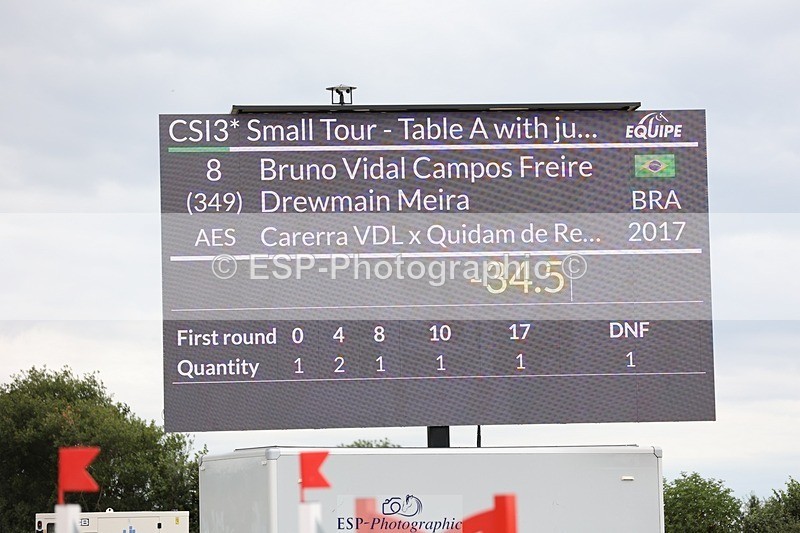 CSI3* Small Tour - Table A with ju... EQUIPE
8 Bruno Vidal Campos Freire
(349) Drewmain Meira BRA
AES Carerra VDL x Quidam de Re... 2017
© ESP-Photographic ©
-34.5
First round 0 4 8 10 17 DNF
Quantity 1 2 1 1 1 1
ESP-Photographic